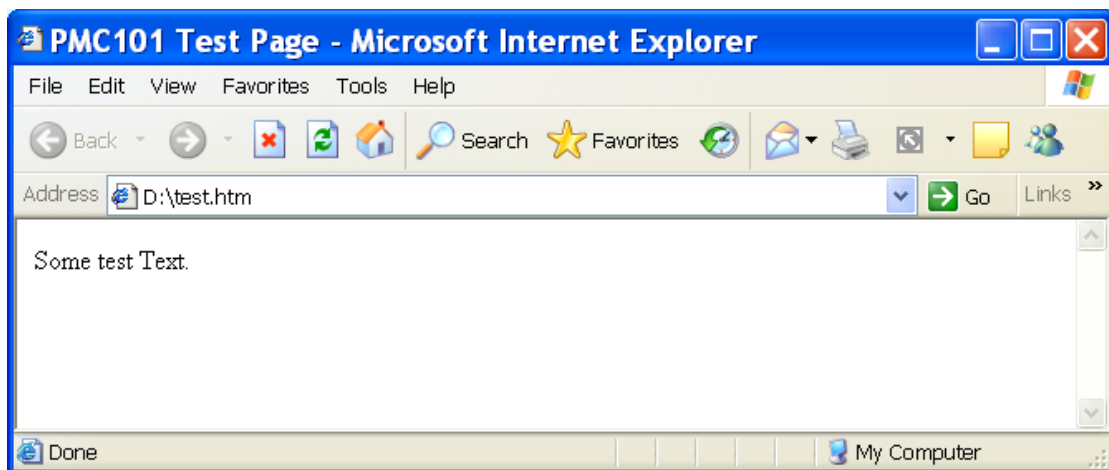 PMC101 Test Page - Microsoft Internet Explorer
File Edit View Favorites Tools Help
Back Search Favorites
Address D:\test.htm Go Links »
Some test Text.
Done My Computer